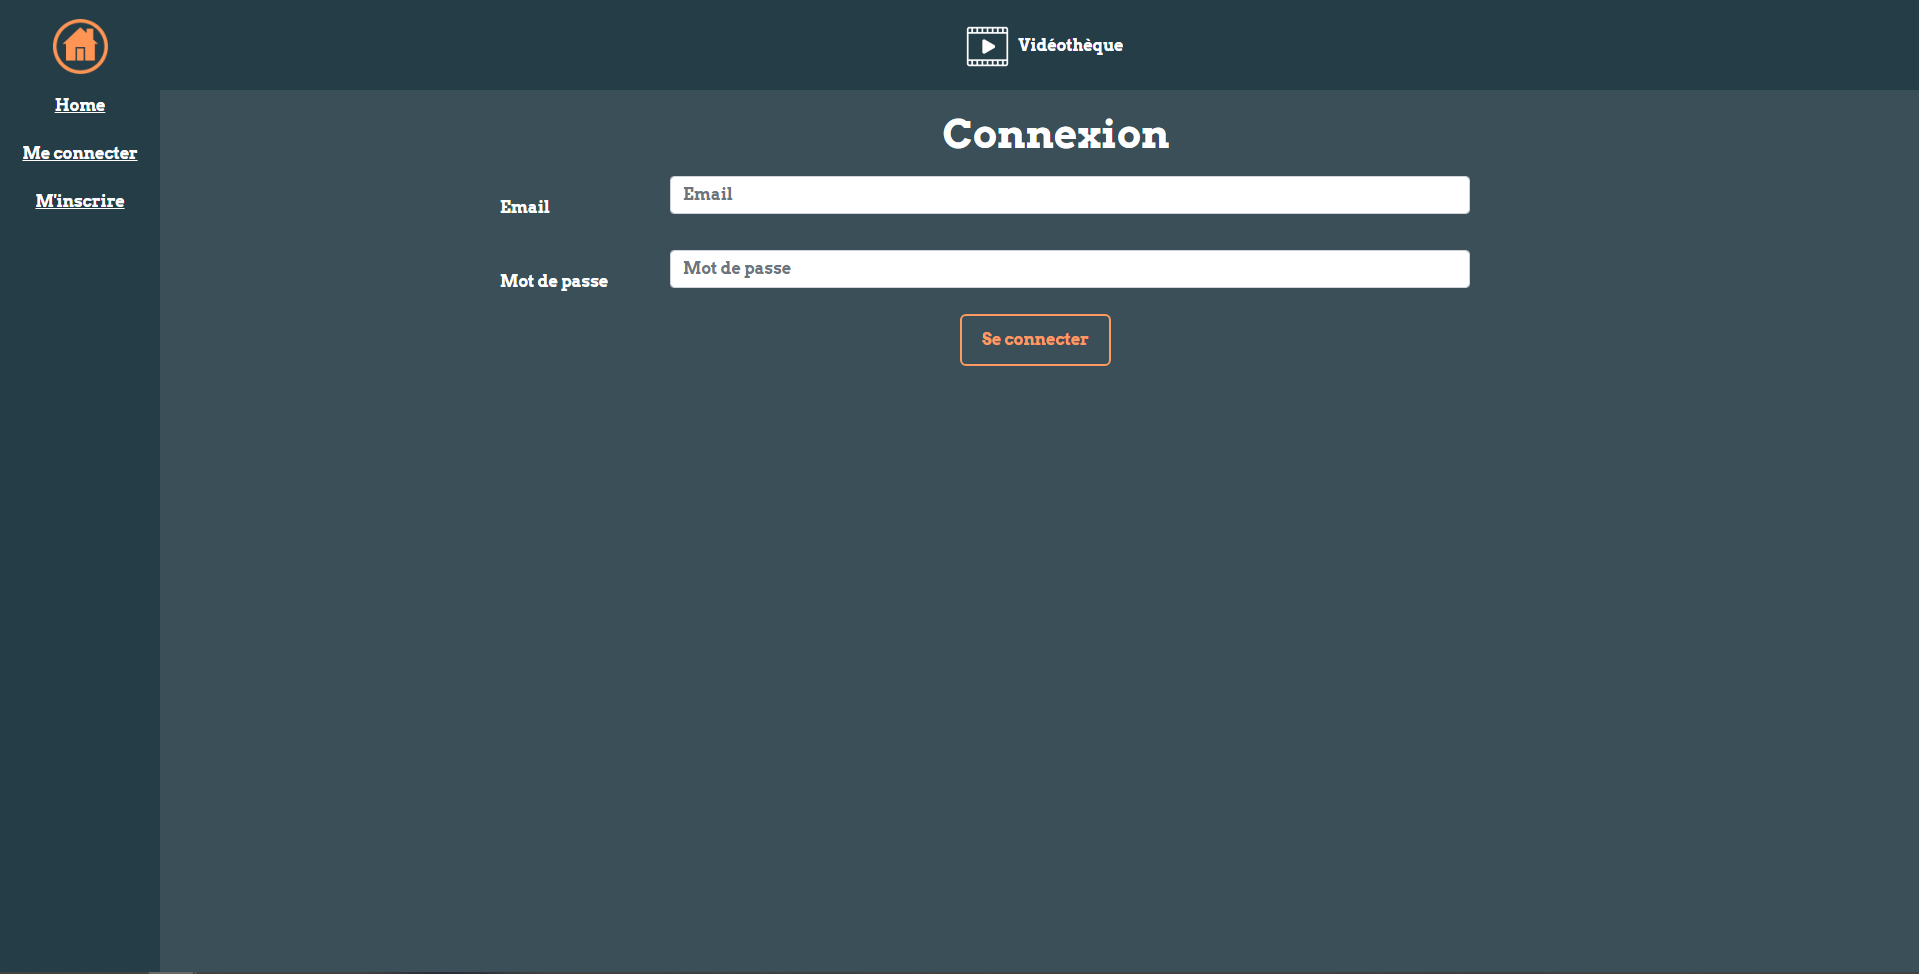 Vidéothèque
Home
Me connecter
M'inscrire
Connexion
Email
Email
Mot de passe
Mot de passe
Se connecter